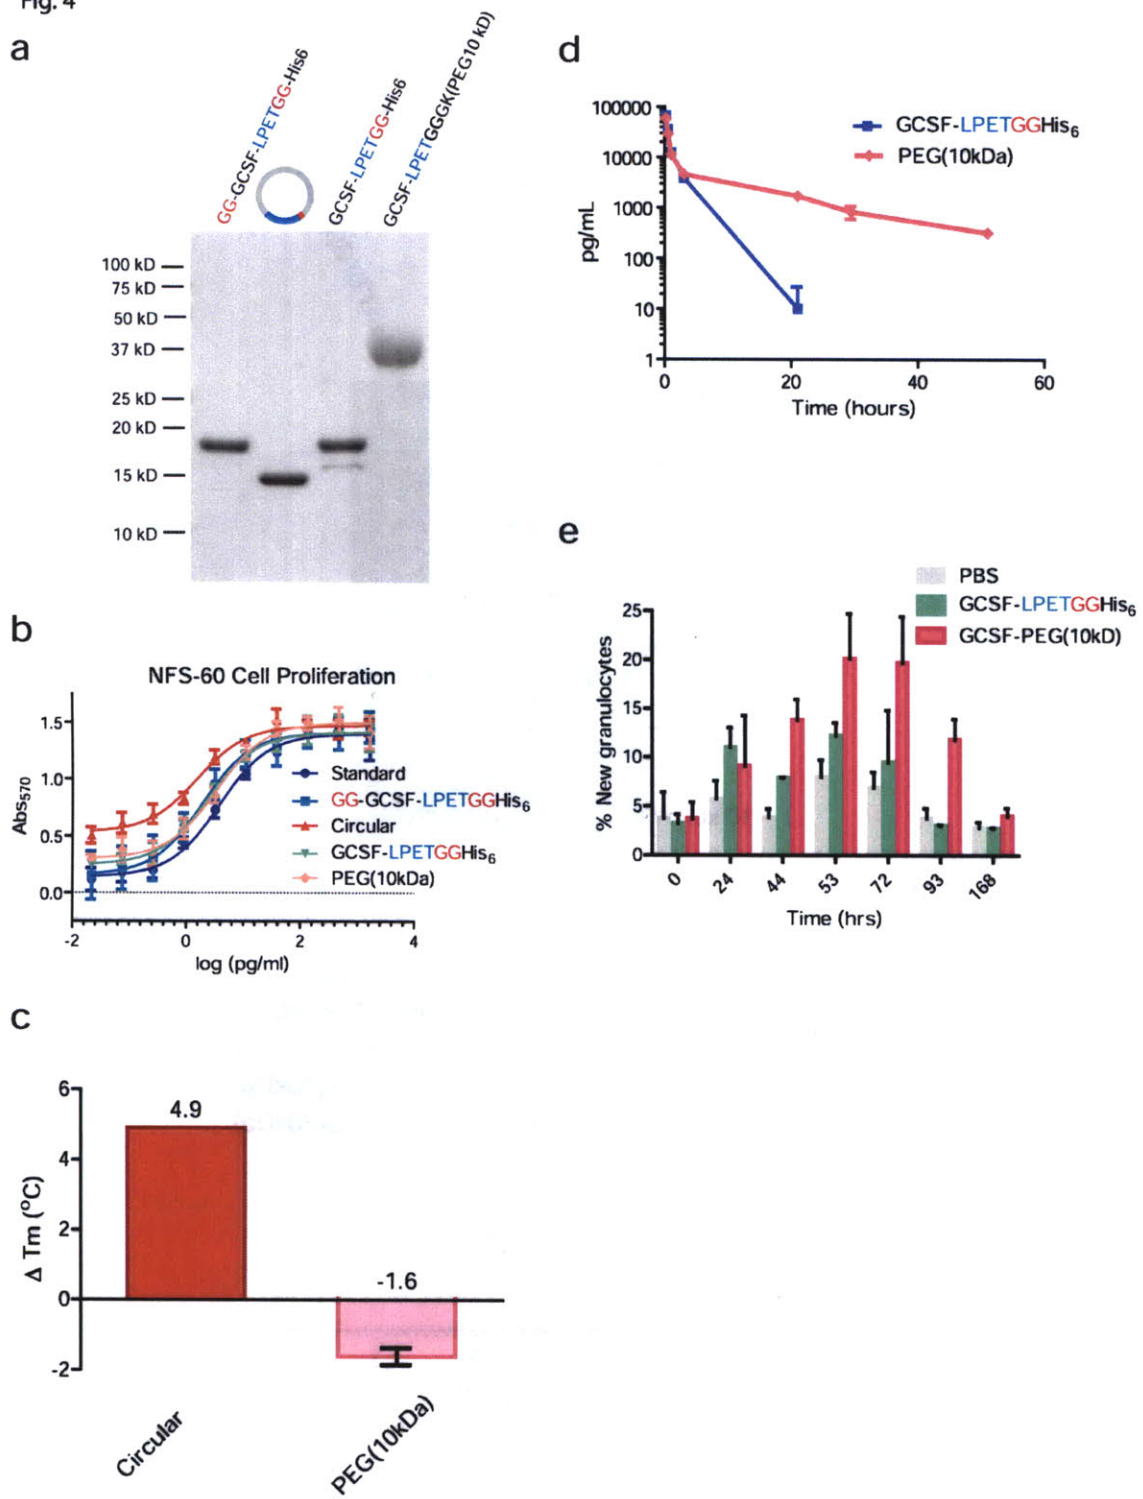 Fig. 4
a
GG-GCSF-LPETGG-His6
GCSF-LPETGG-His6
GCSF-LPETGGGK(PEG10 kD)
100 kD
75 kD
50 kD
37 kD
25 kD
20 kD
15 kD
10 kD
b
NFS-60 Cell Proliferation
Abs570
1.5
1.0
0.5
0.0
-2
0
2
4
log (pg/ml)
Standard
GG-GCSF-LPETGGHis6
Circular
GCSF-LPETGGHis6
PEG(10kDa)
c
Δ Tm (°C)
6
4
2
0
-2
4.9
-1.6
Circular
PEG(10kDa)
d
pg/mL
100000
10000
1000
100
10
1
0
20
40
60
Time (hours)
GCSF-LPETGGHis6
PEG(10kDa)
e
PBS
GCSF-LPETGGHis6
GCSF-PEG(10kD)
% New granulocytes
25
20
15
10
5
0
0
24
44
53
72
93
168
Time (hrs)